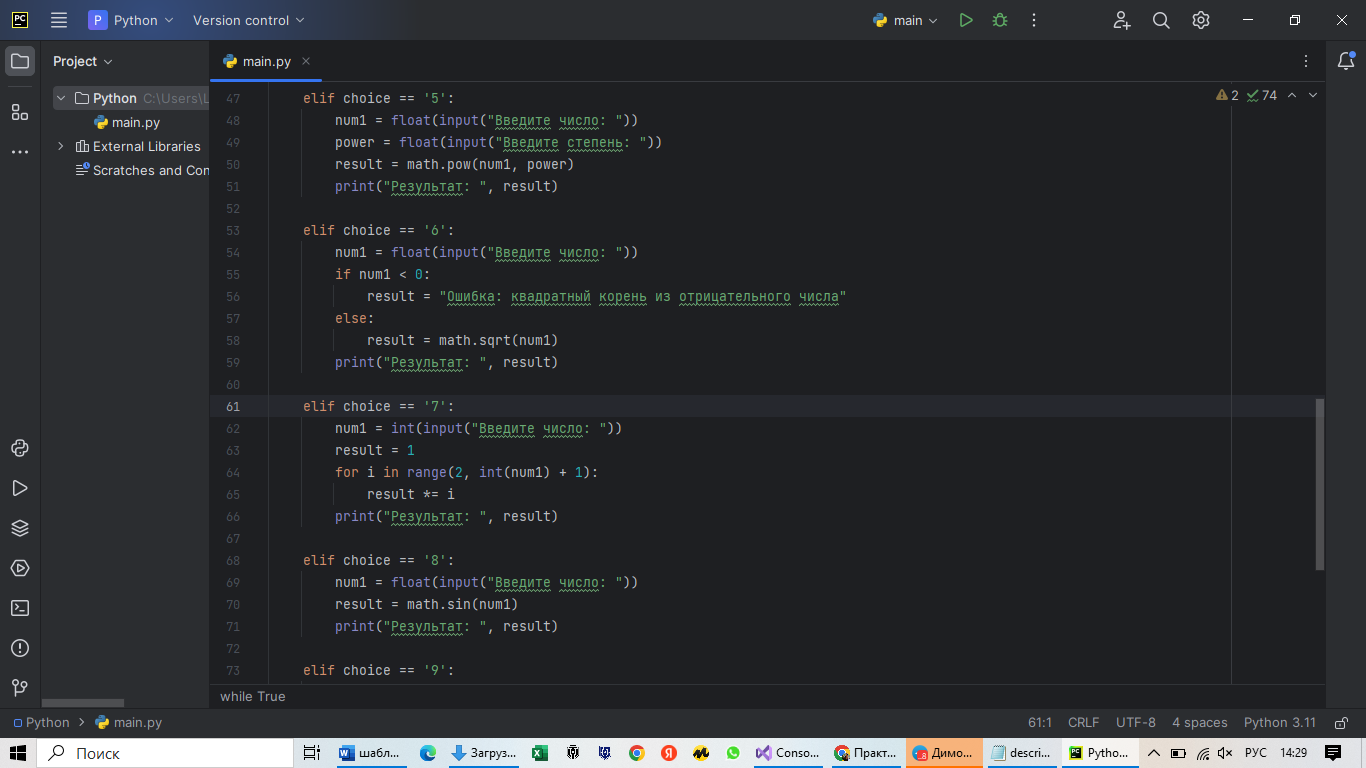 PC
P Python
Version control
main
Project
main.py
Python C:\Users\L
main.py
External Libraries
Scratches and Con
2 74
47 elif choice == '5':
48 num1 = float(input("Введите число: "))
49 power = float(input("Введите степень: "))
50 result = math.pow(num1, power)
51 print("Результат: ", result)
52
53 elif choice == '6':
54 num1 = float(input("Введите число: "))
55 if num1 < 0:
56 result = "Ошибка: квадратный корень из отрицательного числа"
57 else:
58 result = math.sqrt(num1)
59 print("Результат: ", result)
60
61 elif choice == '7':
62 num1 = int(input("Введите число: "))
63 result = 1
64 for i in range(2, int(num1) + 1):
65 result *= i
66 print("Результат: ", result)
67
68 elif choice == '8':
69 num1 = float(input("Введите число: "))
70 result = math.sin(num1)
71 print("Результат: ", result)
72
73 elif choice == '9':
while True
Python main.py
61:1 CRLF UTF-8 4 spaces Python 3.11
Поиск шабл... Загруз... Conso... Практ... Димо... descri... Pytho... РУС 14:29